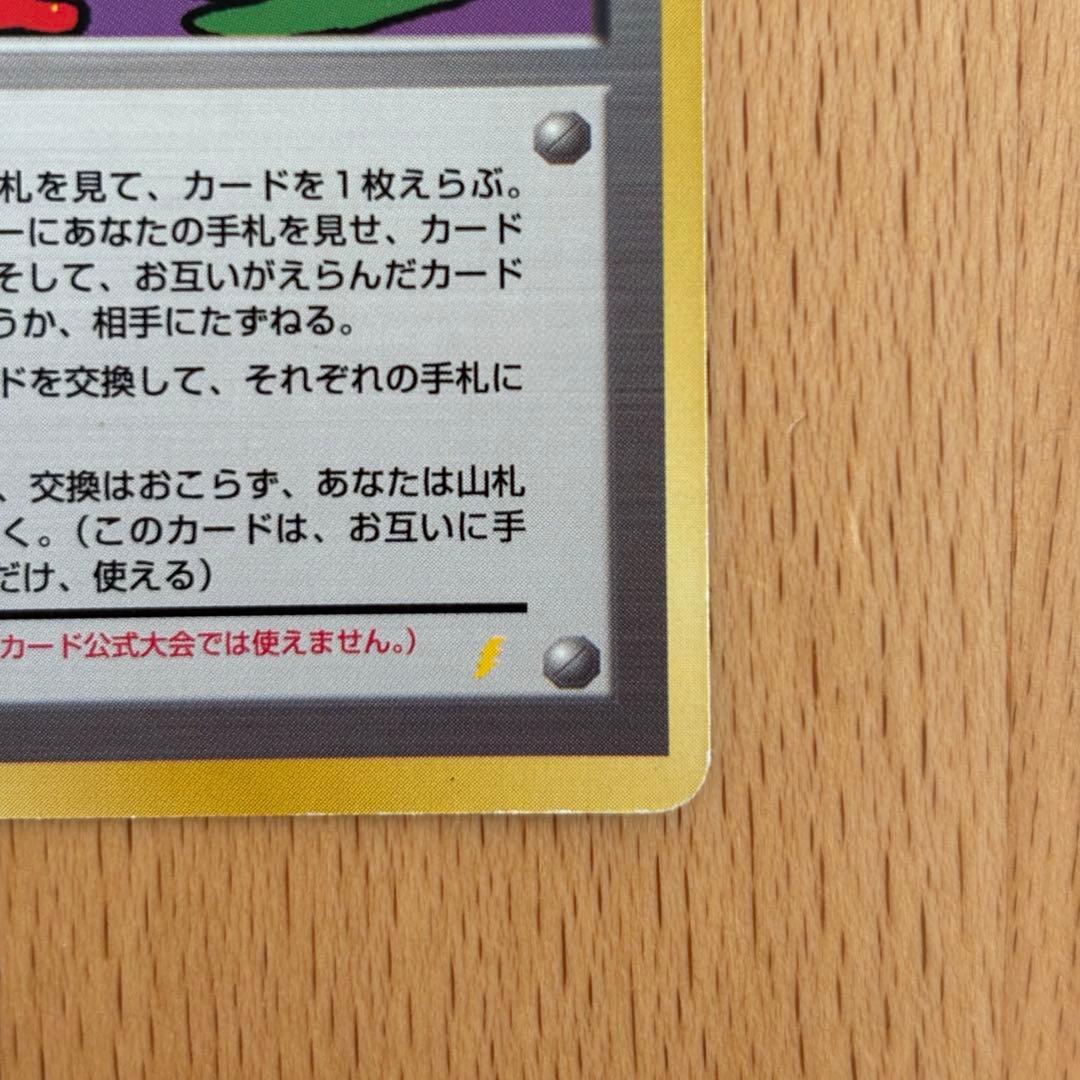 札を見て、カードを1枚えらぶ。
ーにあなたの手札を見せ、カード
そして、お互いがえらんだカード
うか、相手にたずねる。
ドを交換して、それぞれの手札に
、交換はおこらず、あなたは山札
く。（このカードは、お互いに手
だけ、使える）
カード公式大会では使えません。）